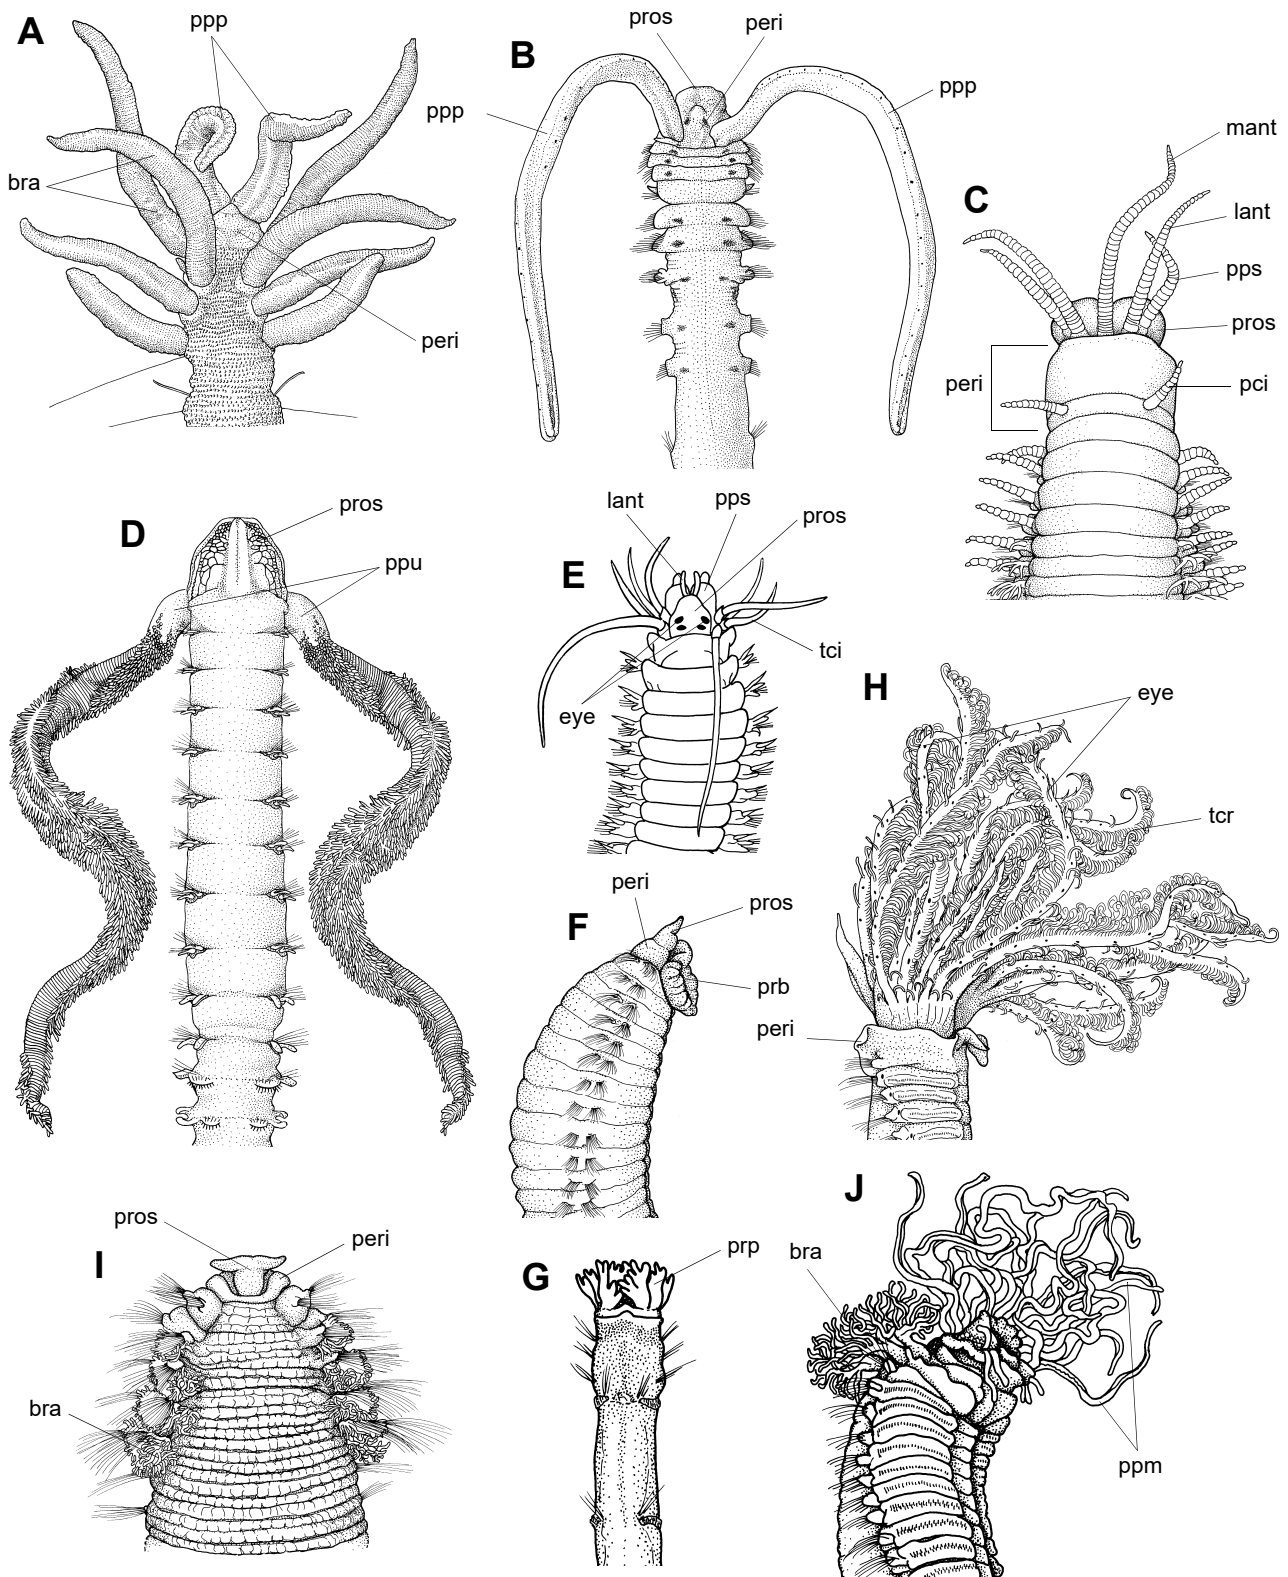 A
ppp
ppp
bra
peri
B
pros
peri
ppp
C
mant
lant
pps
pros
peri
pci
D
pros
ppu
E
lant
pps
pros
tci
eye
F
peri
pros
prb
H
eye
tcr
peri
I
pros
peri
bra
G
prp
J
bra
ppm